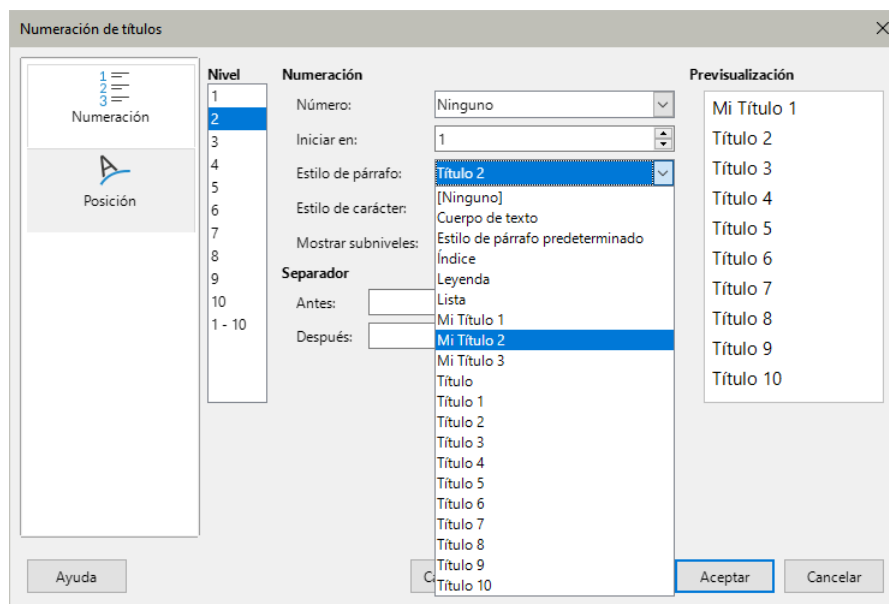 Numeración de títulos
1
2
3
Numeración
Posición
Nivel
1
2
3
4
5
6
7
8
9
10
1 - 10
Numeración
Número: Ninguno
Iniciar en: 1
Estilo de párrafo: Título 2
Estilo de carácter:
Mostrar subniveles:
Separador
Antes:
Después:
[Ninguno]
Cuerpo de texto
Estilo de párrafo predeterminado
Índice
Leyenda
Lista
Mi Título 1
Mi Título 2
Mi Título 3
Título
Título 1
Título 2
Título 3
Título 4
Título 5
Título 6
Título 7
Título 8
Título 9
Título 10
Previsualización
Mi Título 1
Título 2
Título 3
Título 4
Título 5
Título 6
Título 7
Título 8
Título 9
Título 10
Ayuda
Aceptar
Cancelar